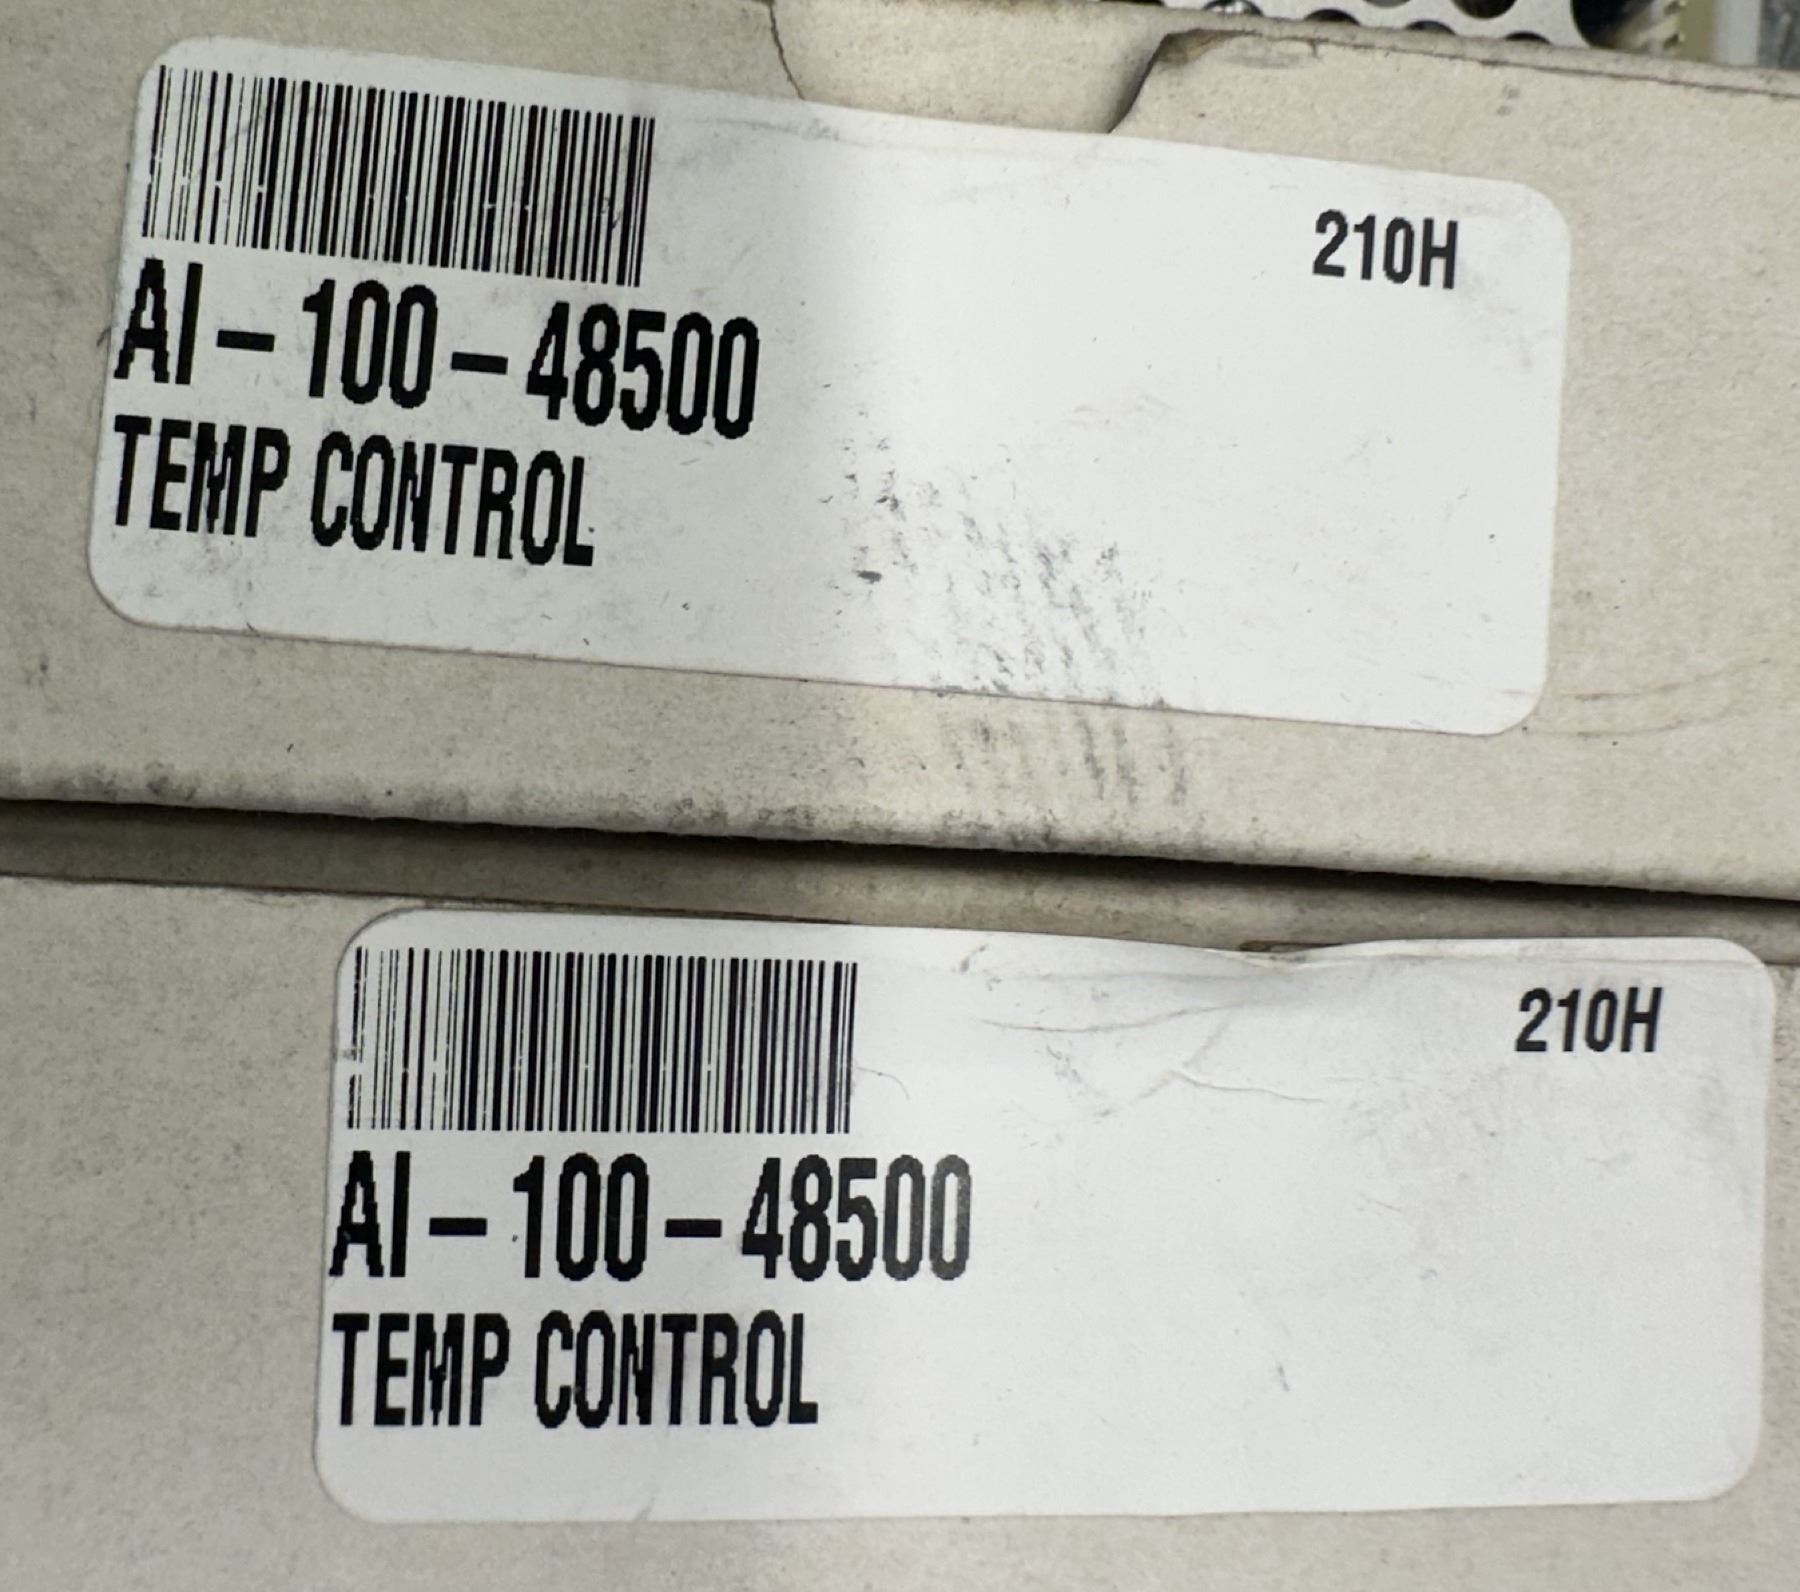 210H
AI-100-48500
TEMP CONTROL
210H
AI-100-48500
TEMP CONTROL